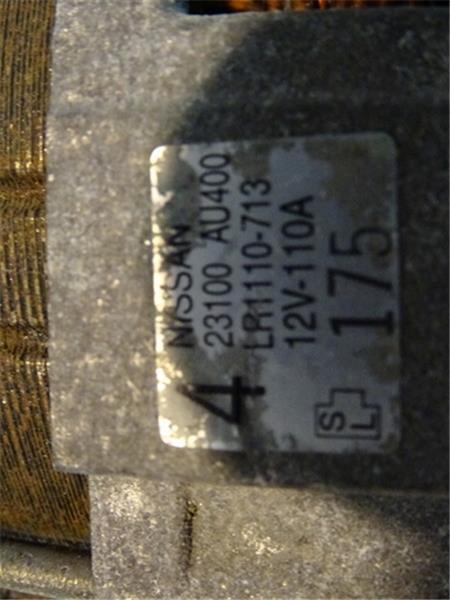 NISSAN
23100 AU400
LR1110-713
12V-110A
4 175
S
L